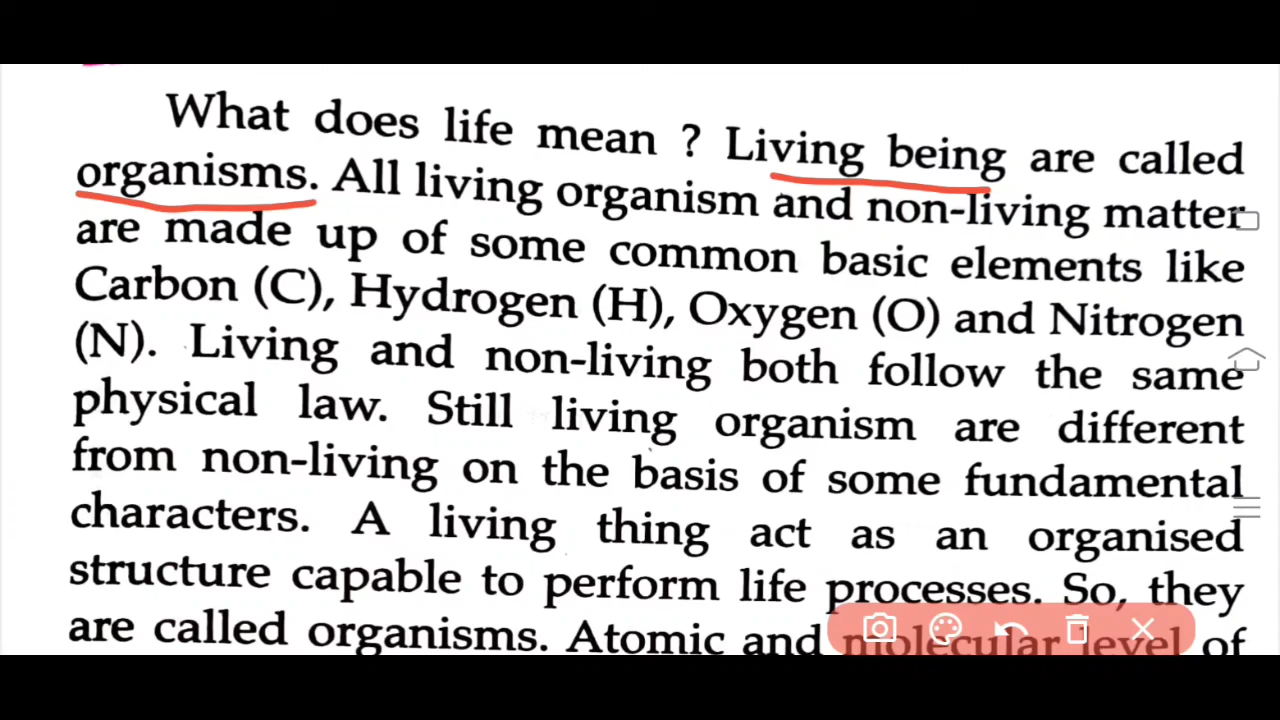 What does life mean ? Living being are called
organisms. All living organism and non-living matter
are made up of some common basic elements like
Carbon (C), Hydrogen (H), Oxygen (O) and Nitrogen
(N). Living and non-living both follow the same
physical law. Still living organism are different
from non-living on the basis of some fundamental
characters. A living thing act as an organised
structure capable to perform life processes. So, they
are called organisms. Atomic and molecular level of